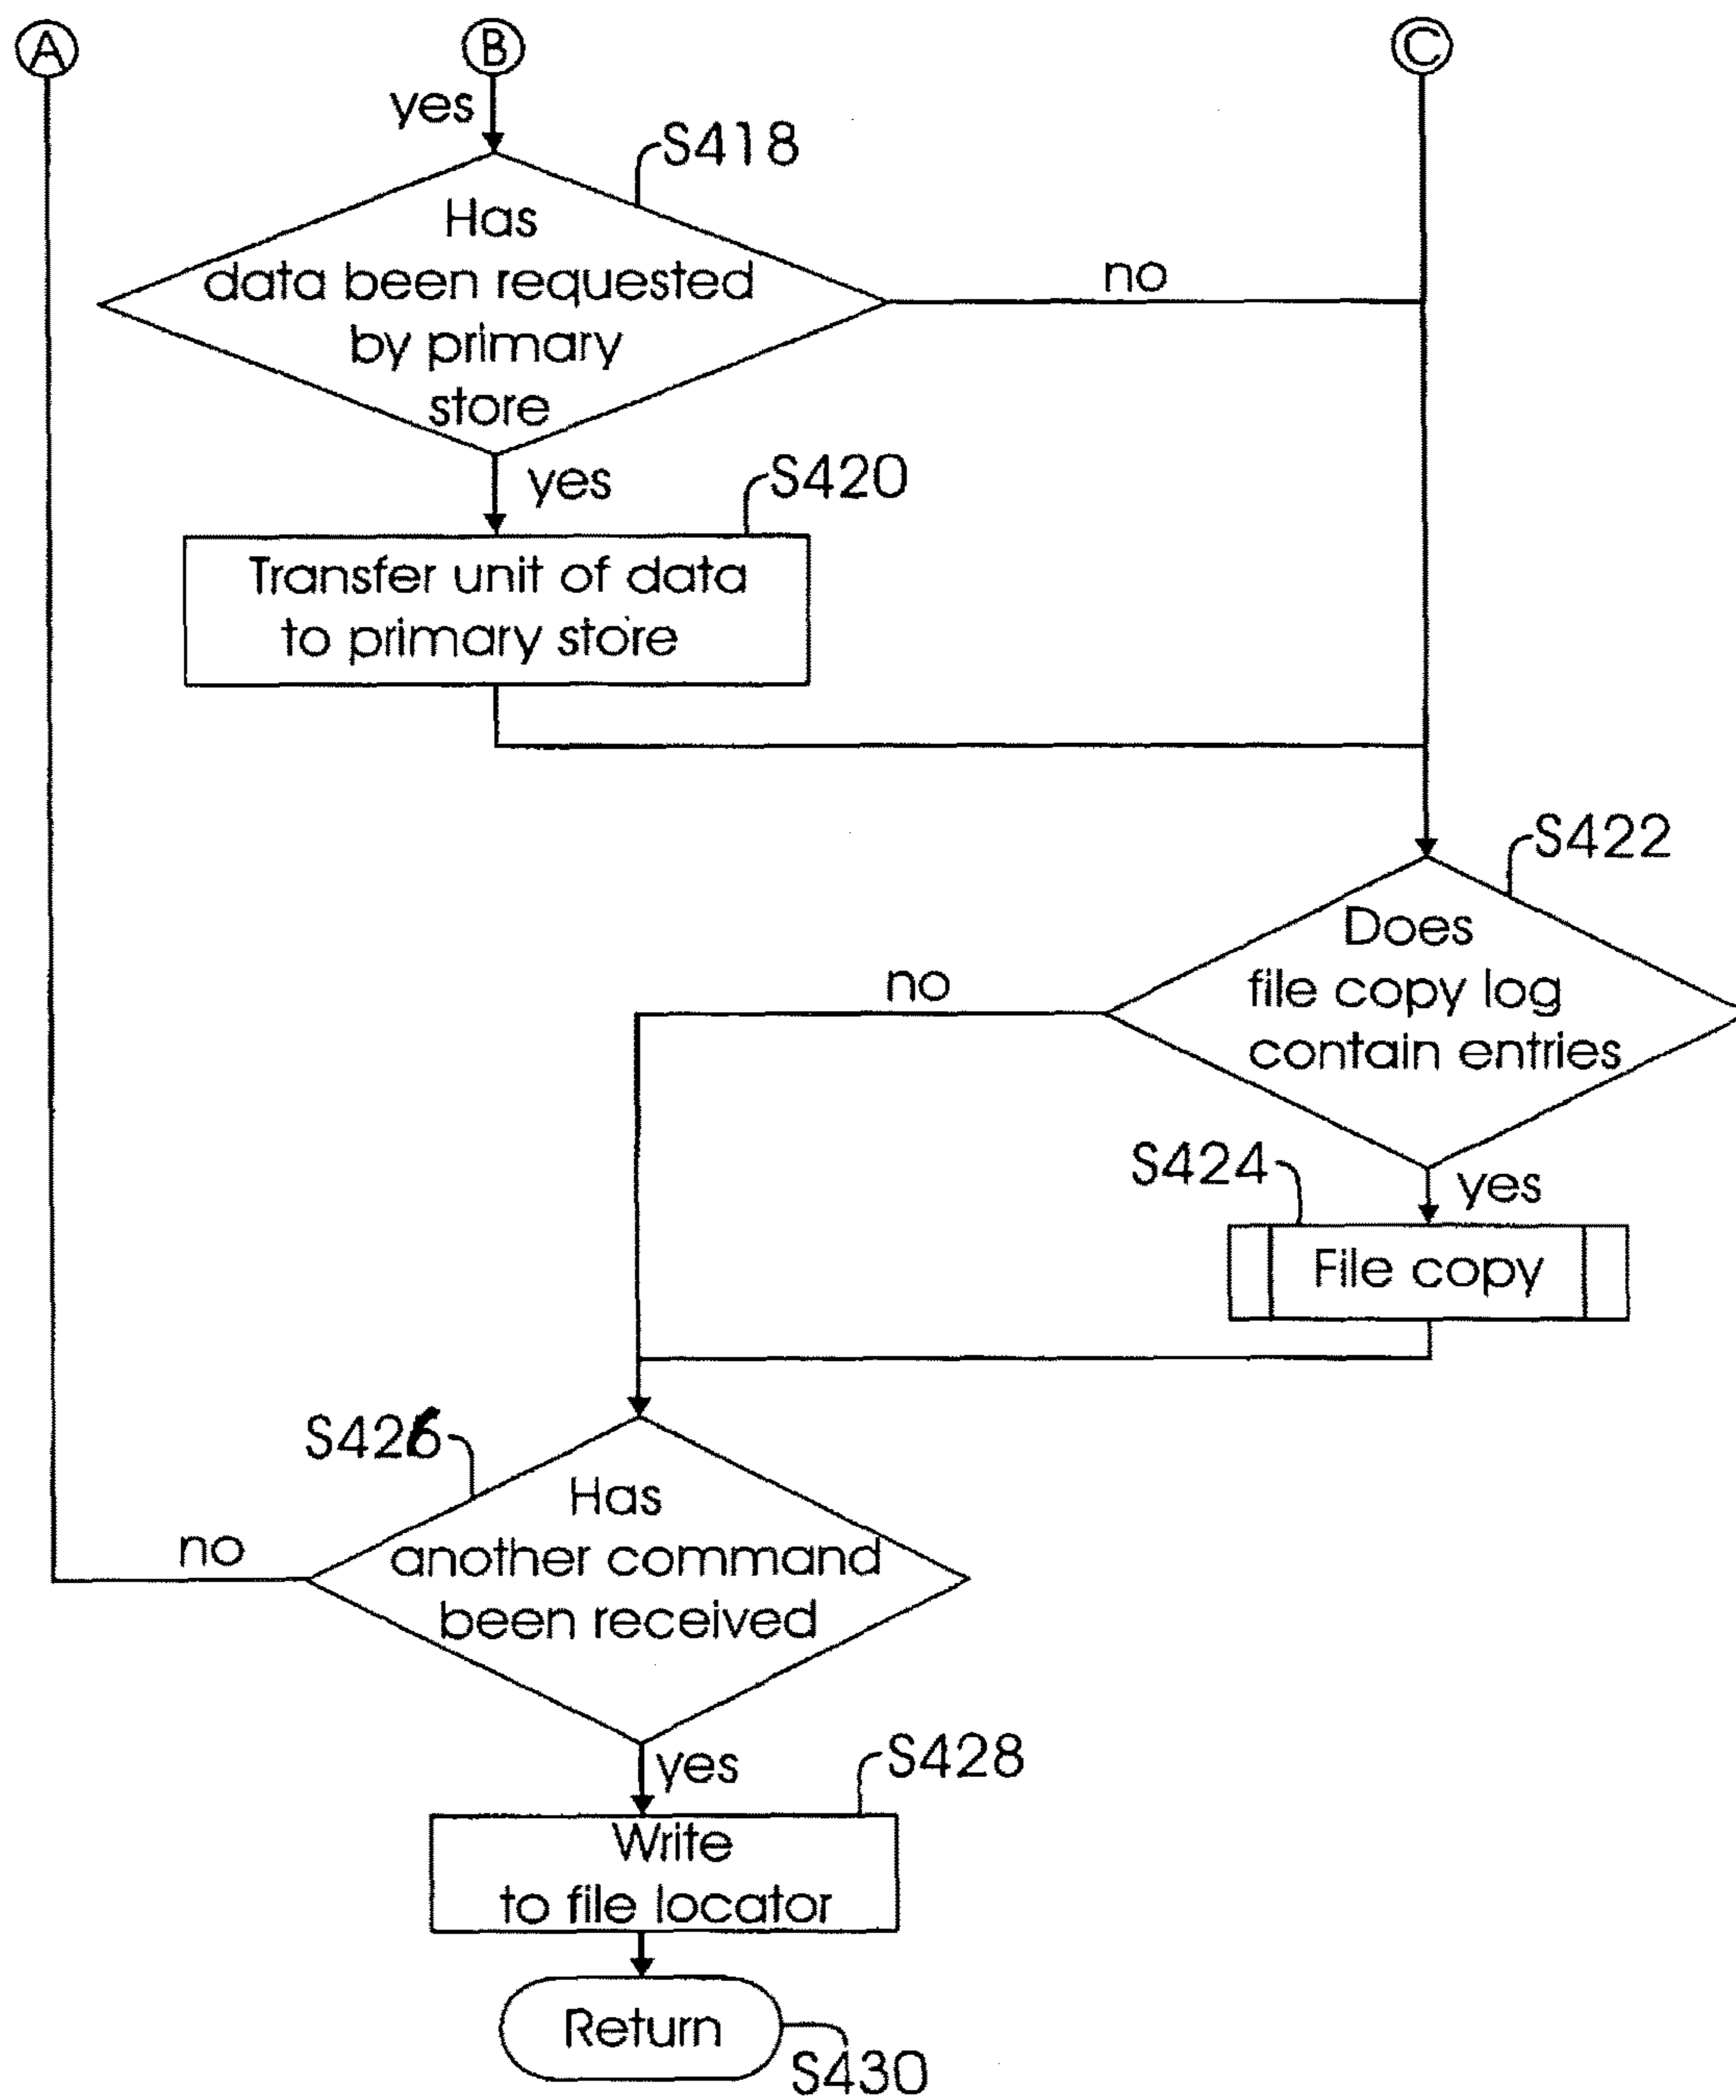 A
B
C
yes
S418
Has
data been requested
by primary
store
no
yes
S420
Transfer unit of data
to primary store
S422
Does
file copy log
contain entries
no
S424
yes
File copy
S426
Has
another command
been received
no
yes
S428
Write
to file locator
Return
S430